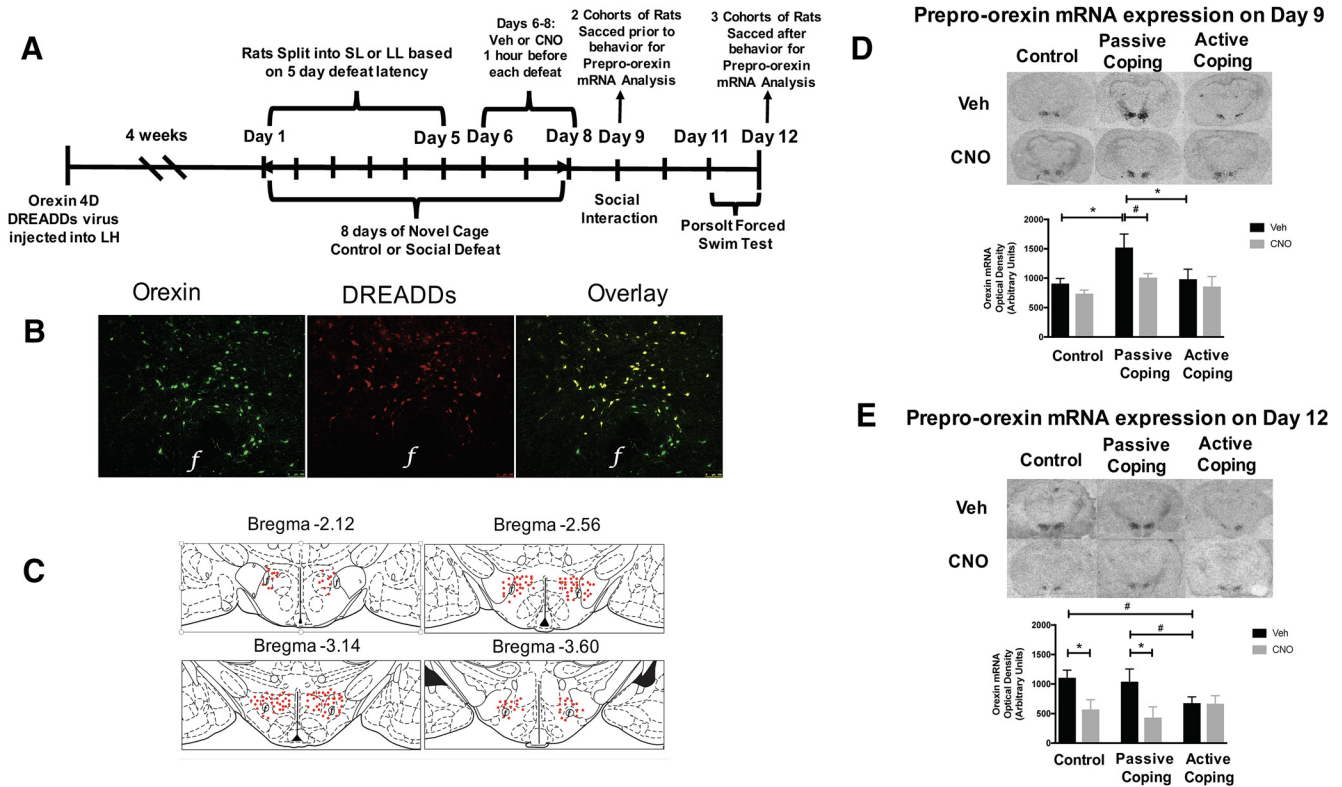 A
Rats Split into SL or LL based
on 5 day defeat latency
Days 6-8:
Veh or CNO
1 hour before
each defeat
2 Cohorts of Rats
Sacced prior to
behavior for
Prepro-orexin
mRNA Analysis
3 Cohorts of Rats
Sacced after
behavior for
Prepro-orexin
mRNA Analysis
4 weeks
Day 1
Day 5
Day 6
Day 8
Day 9
Day 11
Day 12
Orexin 4D
DREADDs virus
injected into LH
8 days of Novel Cage
Control or Social Defeat
Social
Interaction
Porsolt Forced
Swim Test
B
Orexin
DREADDs
Overlay
f
f
f
C
Bregma -2.12
Bregma -2.56
Bregma -3.14
Bregma -3.60
D
Prepro-orexin mRNA expression on Day 9
Control
Passive
Coping
Active
Coping
Veh
CNO
*
*
#
Orexin mRNA
Optical Density
(Arbitrary Units)
2000
1500
1000
500
0
Veh
CNO
Control
Passive
Coping
Active
Coping
E
Prepro-orexin mRNA expression on Day 12
Control
Passive
Coping
Active
Coping
Veh
CNO
#
#
*
*
Orexin mRNA
Optical Density
(Arbitrary Units)
2000
1500
1000
500
0
Veh
CNO
Control
Passive
Coping
Active
Coping